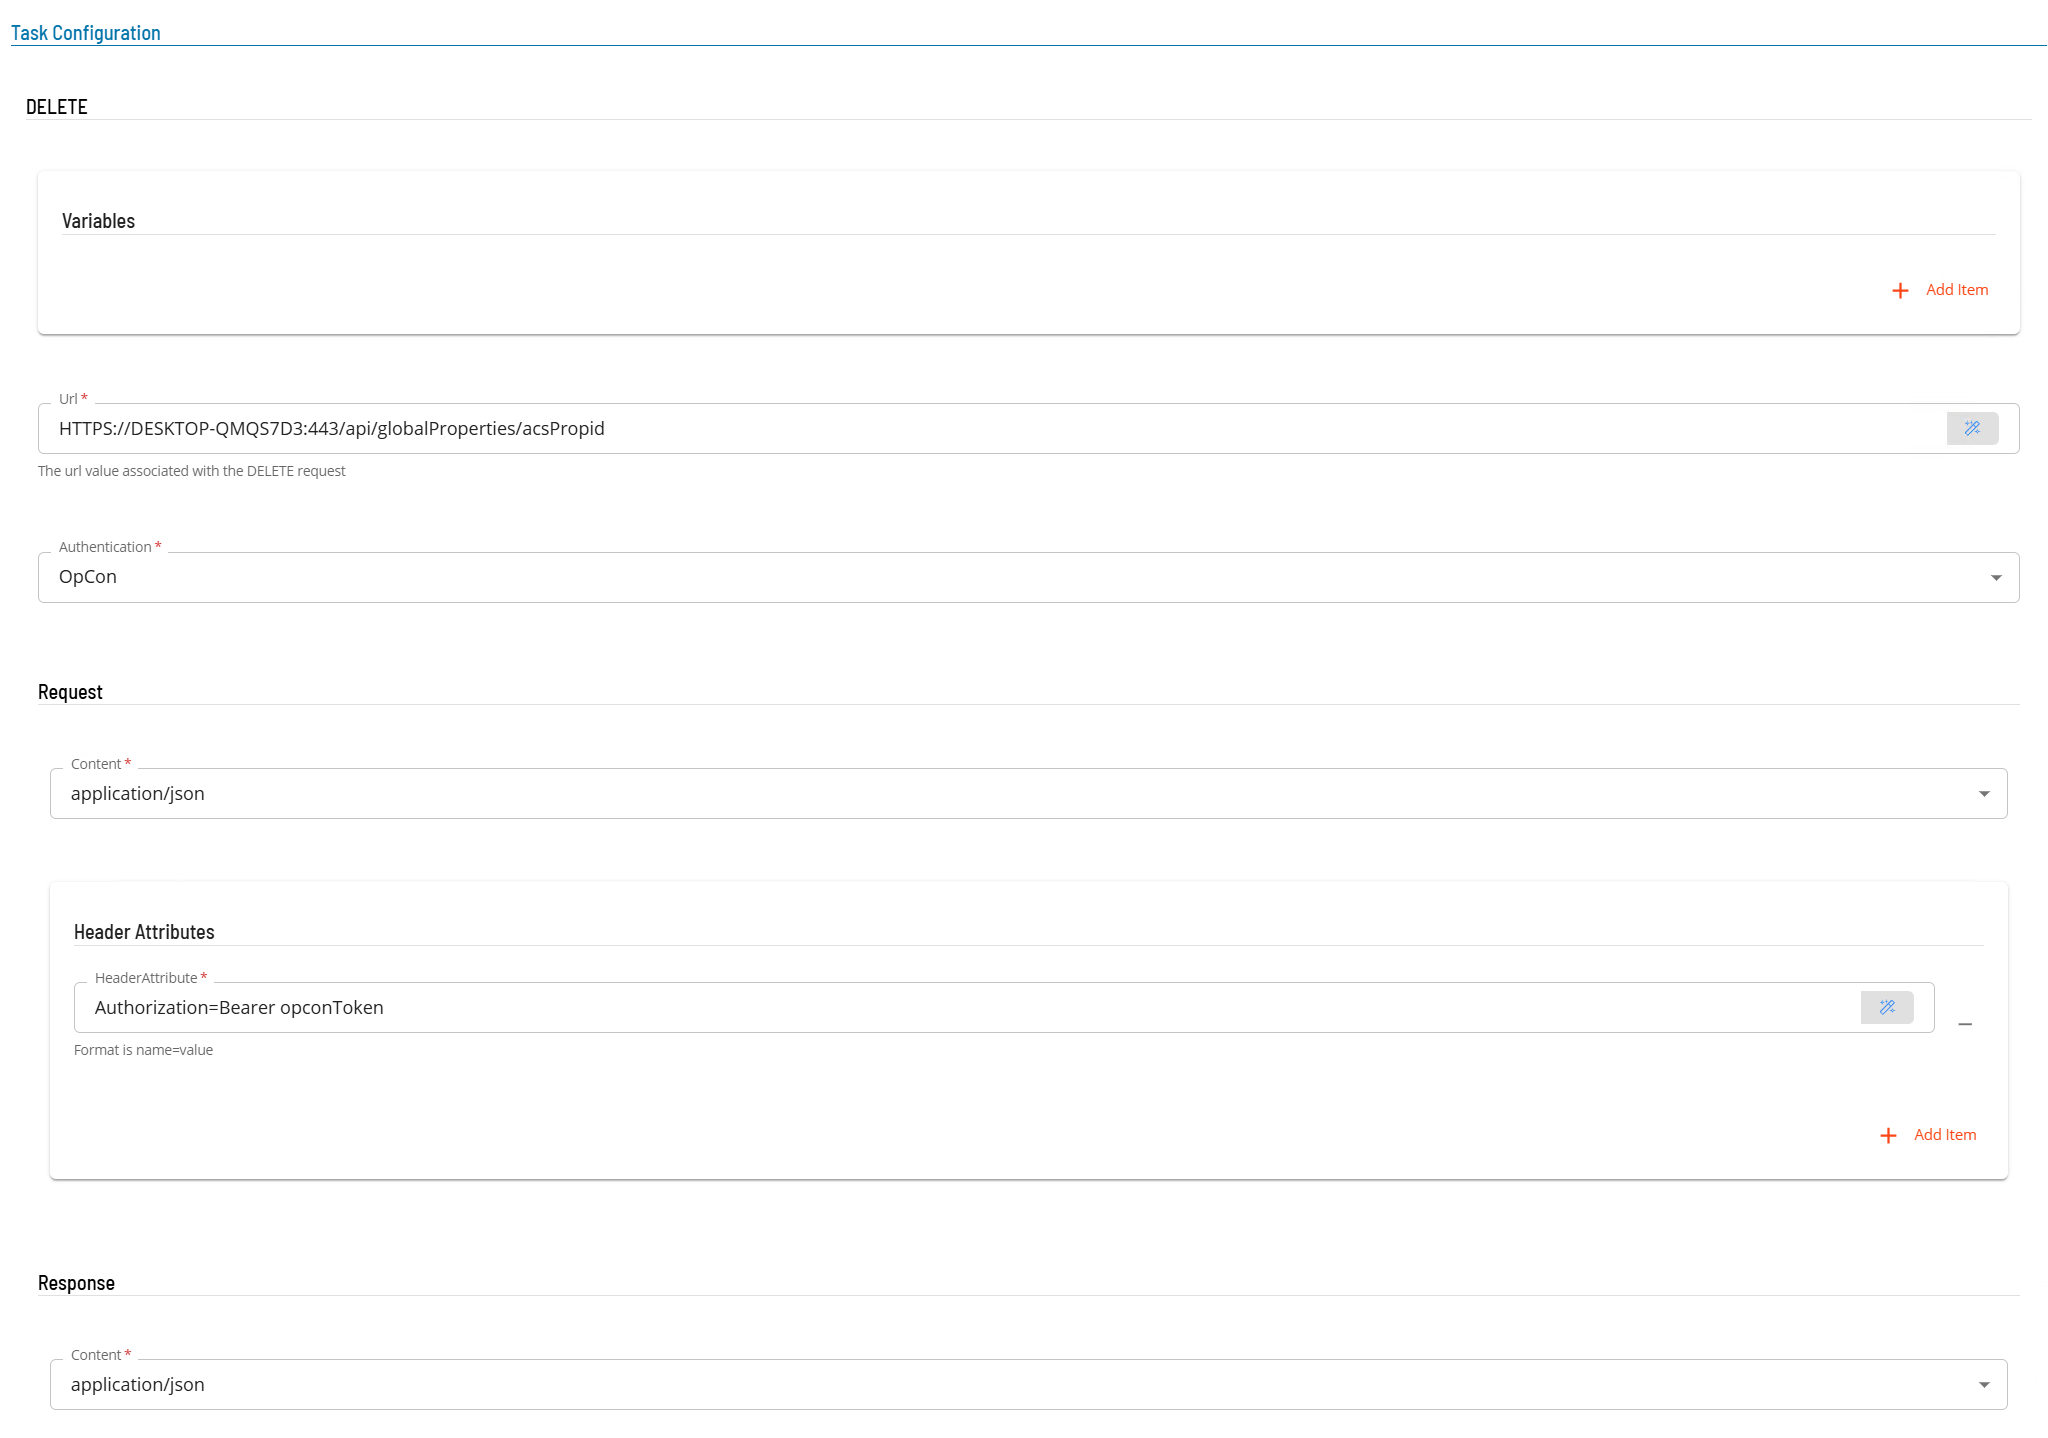 Task Configuration
DELETE
Variables
Add Item
Url *
HTTPS://DESKTOP-QMQS7D3:443/api/globalProperties/acsPropid
The url value associated with the DELETE request
Authentication *
OpCon
Request
Content *
application/json
Header Attributes
HeaderAttribute *
Authorization=Bearer opconToken
Format is name=value
Add Item
Response
Content *
application/json